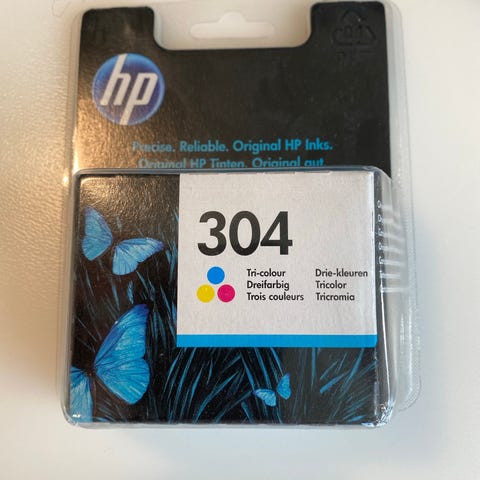 hp
Precise. Reliable. Original HP Inks.
Original HP Tinten. Original gut.
304
Tri-colour Drie-kleuren
Dreifarbig Tricolor
Trois couleurs Tricromia